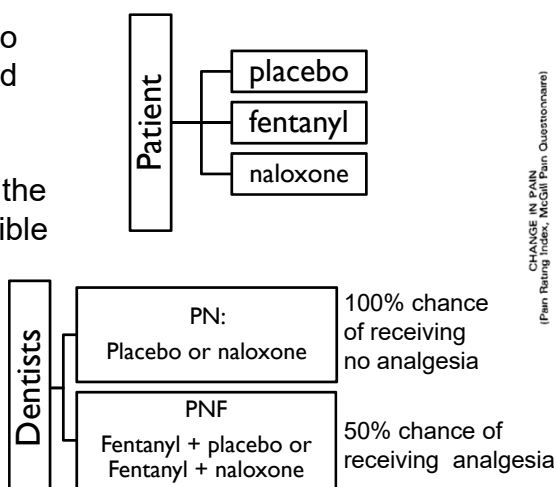 o
d
the
ible
Patient
placebo
fentanyl
naloxone
CHANGE IN PAIN
(Pain Rating Index, McGill Pain Questionnaire)
Dentists
PN:
Placebo or naloxone
100% chance
of receiving
no analgesia
PNF
Fentanyl + placebo or
Fentanyl + naloxone
50% chance of
receiving analgesia